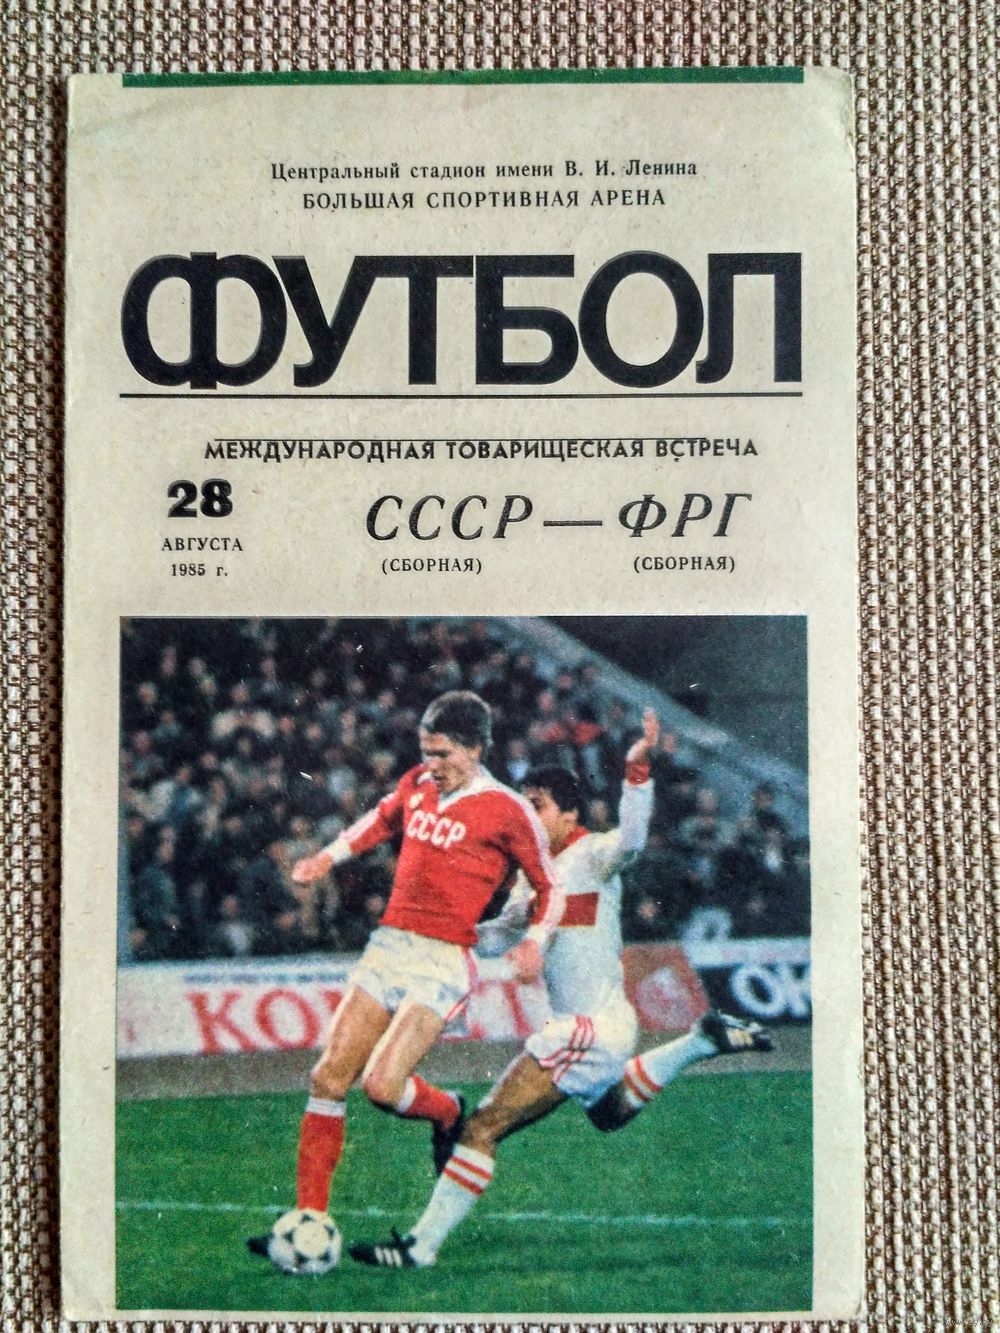 Центральный стадион имени В. И. Ленина
БОЛЬШАЯ СПОРТИВНАЯ АРЕНА
ФУТБОЛ
МЕЖДУНАРОДНАЯ ТОВАРИЩЕСКАЯ ВСТРЕЧА
28
АВГУСТА
1985 г.
СССР — ФРГ
(СБОРНАЯ) (СБОРНАЯ)
СССР